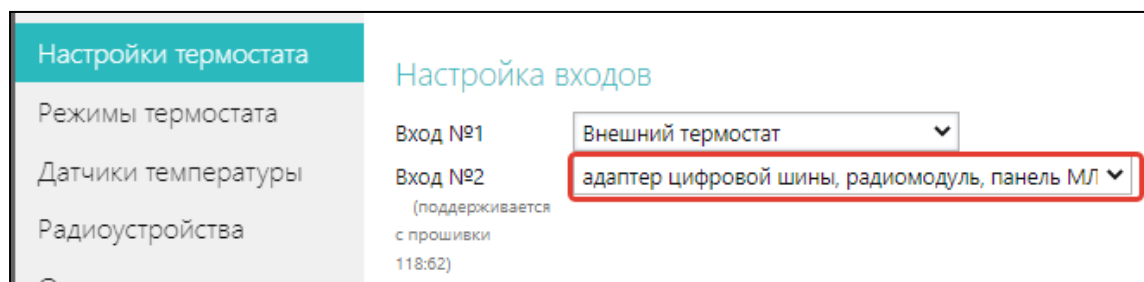 Настройки термостата
Режимы термостата
Датчики температуры
Радиоустройства
Настройка входов
Вход №1
Внешний термостат
Вход №2
адаптер цифровой шины, радиомодуль, панель МЛ
(поддерживается
с прошивки
118:62)